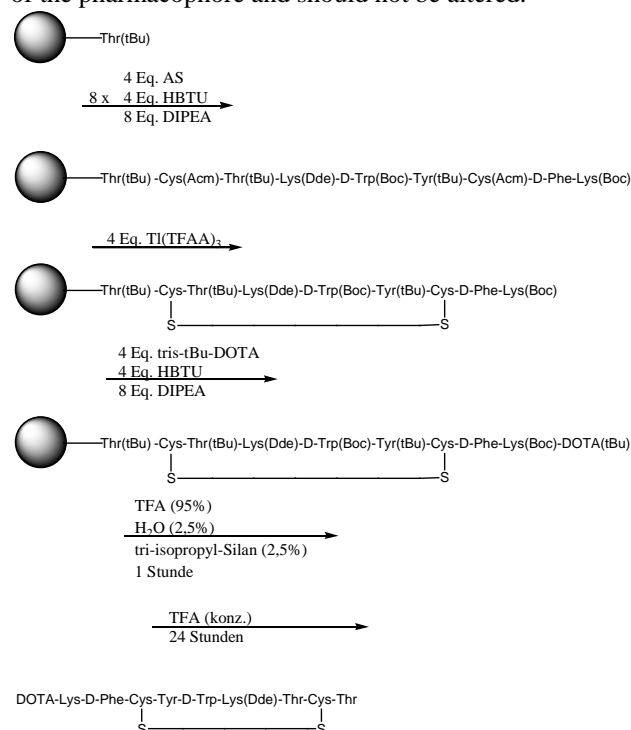 of the pharmacophore and should not be altered.
Thr(tBu)
4 Eq. AS
8 x 4 Eq. HBTU
8 Eq. DIPEA
Thr(tBu) -Cys(Acm)-Thr(tBu)-Lys(Dde)-D-Trp(Boc)-Tyr(tBu)-Cys(Acm)-D-Phe-Lys(Boc)
4 Eq. Tl(TFAA)3
Thr(tBu) -Cys-Thr(tBu)-Lys(Dde)-D-Trp(Boc)-Tyr(tBu)-Cys-D-Phe-Lys(Boc)
S S
4 Eq. tris-tBu-DOTA
4 Eq. HBTU
8 Eq. DIPEA
Thr(tBu) -Cys-Thr(tBu)-Lys(Dde)-D-Trp(Boc)-Tyr(tBu)-Cys-D-Phe-Lys(Boc)-DOTA(tBu)
S S
TFA (95%)
H2O (2,5%)
tri-isopropyl-Silan (2,5%)
1 Stunde
TFA (konz.)
24 Stunden
DOTA-Lys-D-Phe-Cys-Tyr-D-Trp-Lys(Dde)-Thr-Cys-Thr
S S